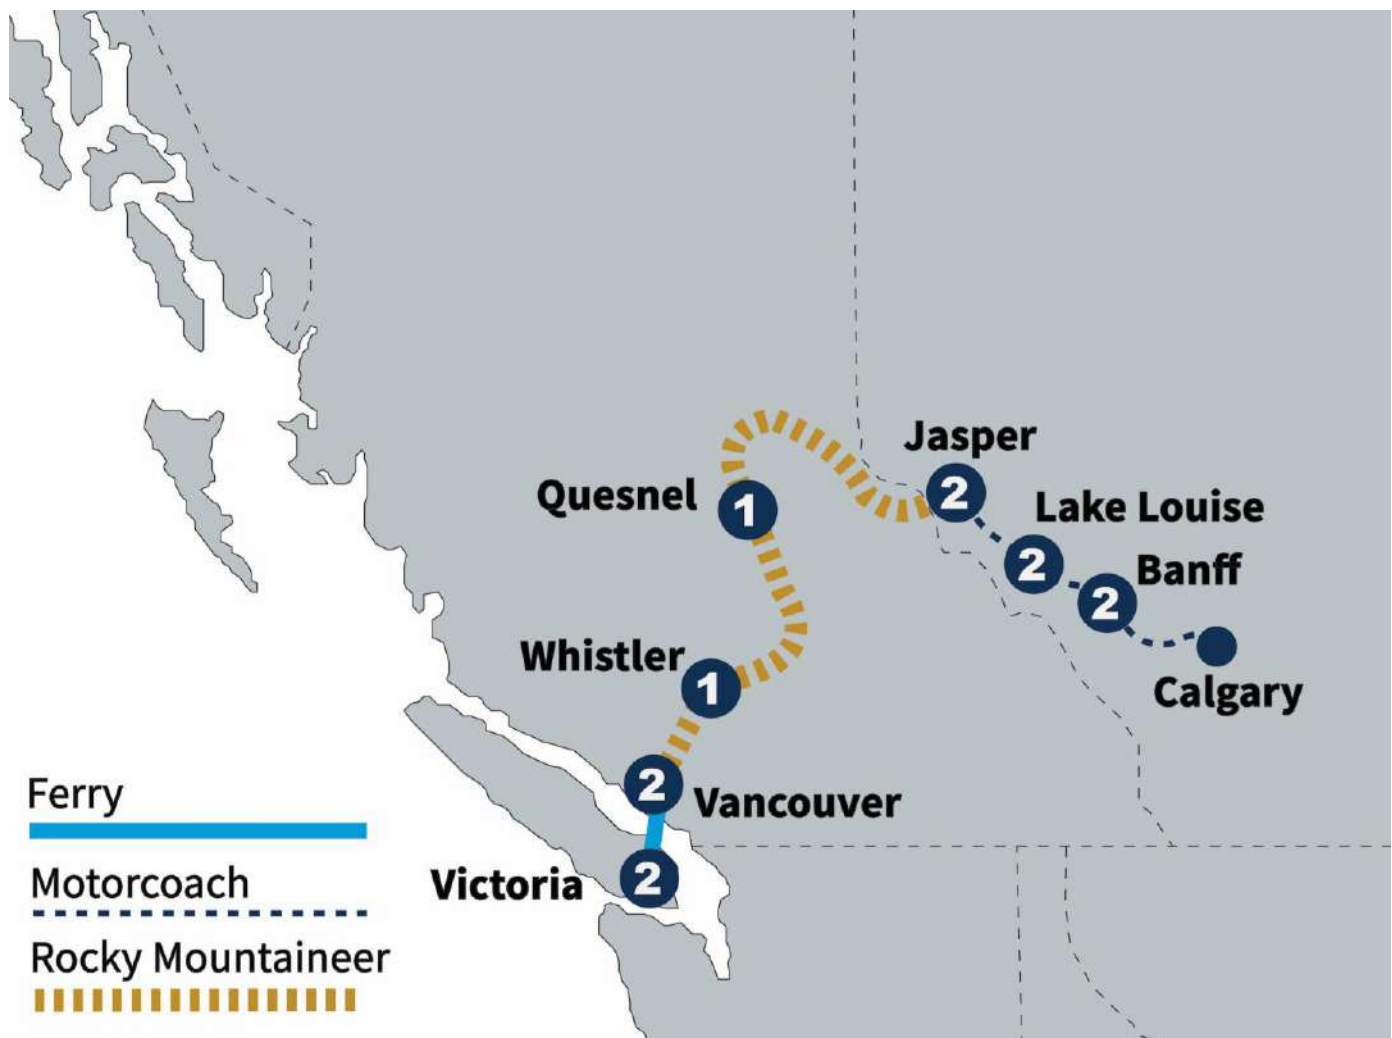 Jasper
2
Quesnel
1
Lake Louise
2
Banff
2
Whistler
1
Calgary
2
Vancouver
Ferry
Victoria
2
Motorcoach
Rocky Mountaineer